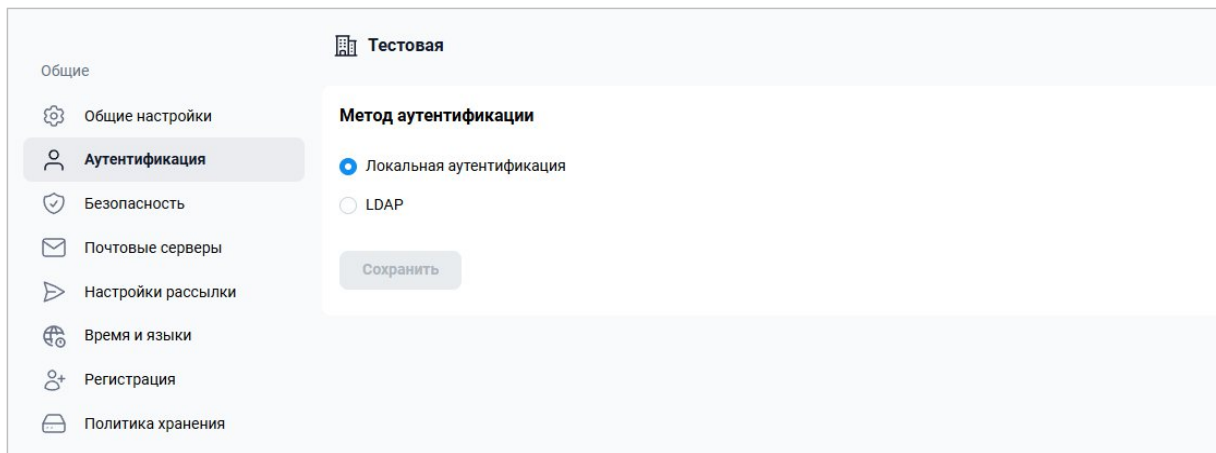 Общие
Общие настройки
Аутентификация
Безопасность
Почтовые серверы
Настройки рассылки
Время и языки
Регистрация
Политика хранения
Тестовая
Метод аутентификации
Локальная аутентификация
LDAP
Сохранить